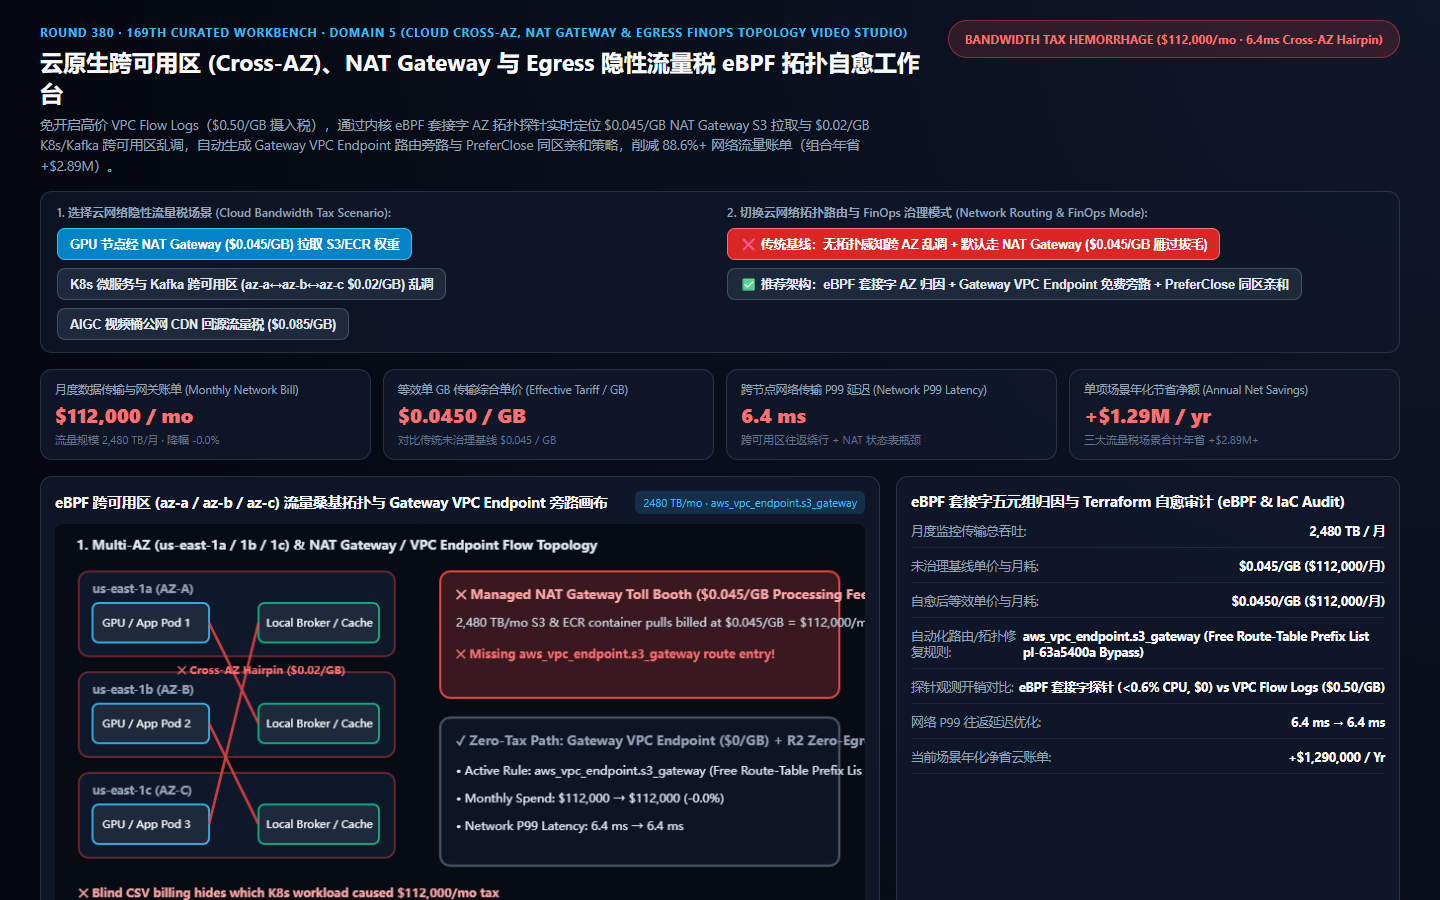 ROUND 380 · 169TH CURATED WORKBENCH · DOMAIN 5 (CLOUD CROSS-AZ, NAT GATEWAY & EGRESS FINOPS TOPOLOGY VIDEO STUDIO)
BANDWIDTH TAX HEMORRHAGE ($112,000/mo · 6.4ms Cross-AZ Hairpin)
云原生跨可用区 (Cross-AZ)、NAT Gateway 与 Egress 隐性流量税 eBPF 拓扑自愈工作
台
免开启高价 VPC Flow Logs（$0.50/GB 摄入税），通过内核 eBPF 套接字 AZ 拓扑探针实时定位 $0.045/GB NAT Gateway S3 拉取与 $0.02/GB
K8s/Kafka 跨可用区乱调，自动生成 Gateway VPC Endpoint 路由旁路与 PreferClose 同区亲和策略，削减 88.6%+ 网络流量账单（组合年省
+$2.89M）。
1. 选择云网络隐性流量税场景 (Cloud Bandwidth Tax Scenario):
GPU 节点经 NAT Gateway ($0.045/GB) 拉取 S3/ECR 权重
K8s 微服务与 Kafka 跨可用区 (az-a↔az-b↔az-c $0.02/GB) 乱调
AIGC 视频桶公网 CDN 回源流量税 ($0.085/GB)
2. 切换云网络拓扑路由与 FinOps 治理模式 (Network Routing & FinOps Mode):
❌ 传统基线：无拓扑感知跨 AZ 乱调 + 默认走 NAT Gateway ($0.045/GB 雁过拔毛)
✅ 推荐架构：eBPF 套接字 AZ 归因 + Gateway VPC Endpoint 免费旁路 + PreferClose 同区亲和
月度数据传输与网关账单 (Monthly Network Bill)
$112,000 / mo
流量规模 2,480 TB/月 · 降幅 -0.0%
等效单 GB 传输综合单价 (Effective Tariff / GB)
$0.0450 / GB
对比传统未治理基线 $0.045 / GB
跨节点网络传输 P99 延迟 (Network P99 Latency)
6.4 ms
跨可用区往返绕行 + NAT 状态表瓶颈
单项场景年化节省净额 (Annual Net Savings)
+$1.29M / yr
三大流量税场景合计年省 +$2.89M+
eBPF 跨可用区 (az-a / az-b / az-c) 流量桑基拓扑与 Gateway VPC Endpoint 旁路画布
2480 TB/mo · aws_vpc_endpoint.s3_gateway
1. Multi-AZ (us-east-1a / 1b / 1c) & NAT Gateway / VPC Endpoint Flow Topology
us-east-1a (AZ-A)
GPU / App Pod 1
Local Broker / Cache
❌ Cross-AZ Hairpin ($0.02/GB)
us-east-1b (AZ-B)
GPU / App Pod 2
Local Broker / Cache
us-east-1c (AZ-C)
GPU / App Pod 3
Local Broker / Cache
❌ Managed NAT Gateway Toll Booth ($0.045/GB Processing Fee
2,480 TB/mo S3 & ECR container pulls billed at $0.045/GB = $112,000/m
❌ Missing aws_vpc_endpoint.s3_gateway route entry!
✓ Zero-Tax Path: Gateway VPC Endpoint ($0/GB) + R2 Zero-Egr
• Active Rule: aws_vpc_endpoint.s3_gateway (Free Route-Table Prefix Lis
• Monthly Spend: $112,000 → $112,000 (-0.0%)
• Network P99 Latency: 6.4 ms → 6.4 ms
❌ Blind CSV billing hides which K8s workload caused $112,000/mo tax
eBPF 套接字五元组归因与 Terraform 自愈审计 (eBPF & IaC Audit)
月度监控传输总吞吐: 2,480 TB / 月
未治理基线单价与月耗: $0.045/GB ($112,000/月)
自愈后等效单价与月耗: $0.0450/GB ($112,000/月)
自动化路由/拓扑修 aws_vpc_endpoint.s3_gateway (Free Route-Table Prefix List
复规则: pl-63a5400a Bypass)
探针观测开销对比: eBPF 套接字探针 (<0.6% CPU, $0) vs VPC Flow Logs ($0.50/GB)
网络 P99 往返延迟优化: 6.4 ms → 6.4 ms
当前场景年化净省云账单: +$1,290,000 / Yr